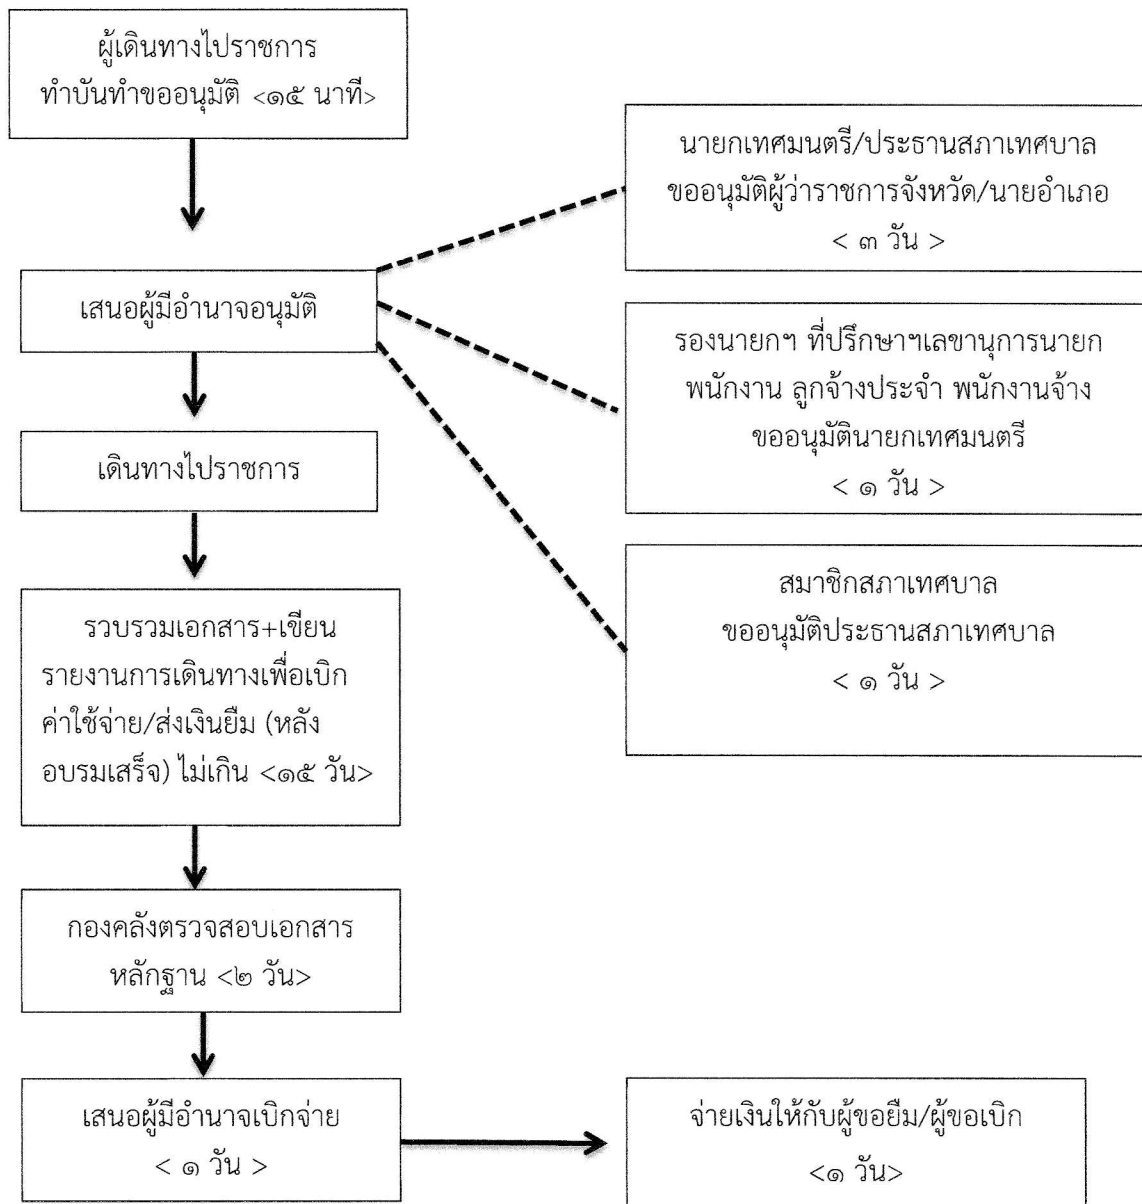 ผู้เดินทางไปราชการ
ทำบันทำขออนุมัติ <๑๕ นาที>
เสนอผู้มีอำนาจอนุมัติ
นายกเทศมนตรี/ประธานสภาเทศบาล
ขออนุมัติผู้ว่าราชการจังหวัด/นายอำเภอ
< ๓ วัน >
รองนายกฯ ที่ปรึกษาฯเลขานุการนายก
พนักงาน ลูกจ้างประจำ พนักงานจ้าง
ขออนุมัตินายกเทศมนตรี
< ๑ วัน >
สมาชิกสภาเทศบาล
ขออนุมัติประธานสภาเทศบาล
< ๑ วัน >
เดินทางไปราชการ
รวบรวมเอกสาร+เขียน
รายงานการเดินทางเพื่อเบิก
ค่าใช้จ่าย/ส่งเงินยืม (หลัง
อบรมเสร็จ) ไม่เกิน <๑๕ วัน>
กองคลังตรวจสอบเอกสาร
หลักฐาน <๒ วัน>
เสนอผู้มีอำนาจเบิกจ่าย
< ๑ วัน >
จ่ายเงินให้กับผู้ขอยืม/ผู้ขอเบิก
<๑ วัน>